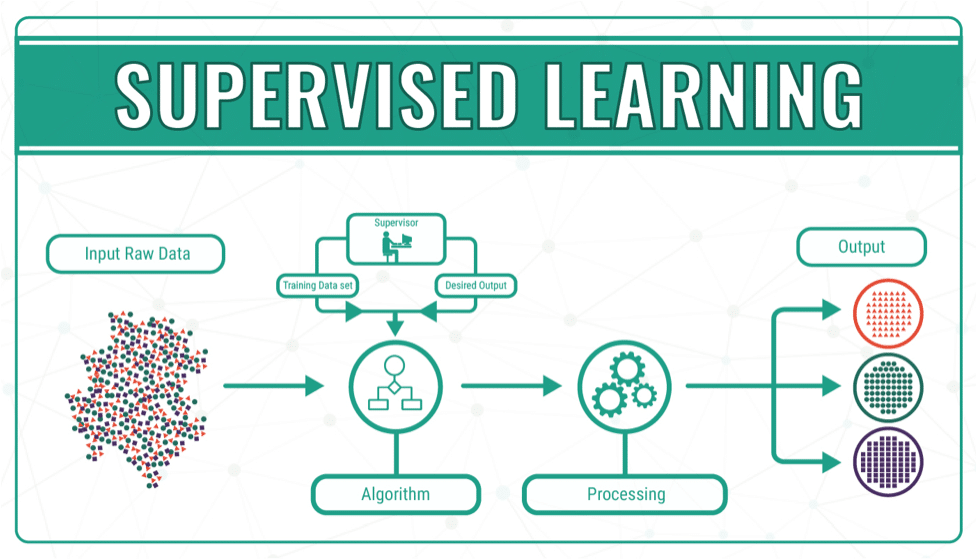 SUPERVISED LEARNING
Input Raw Data
Supervisor
Training Data set
Desired Output
Output
Algorithm
Processing